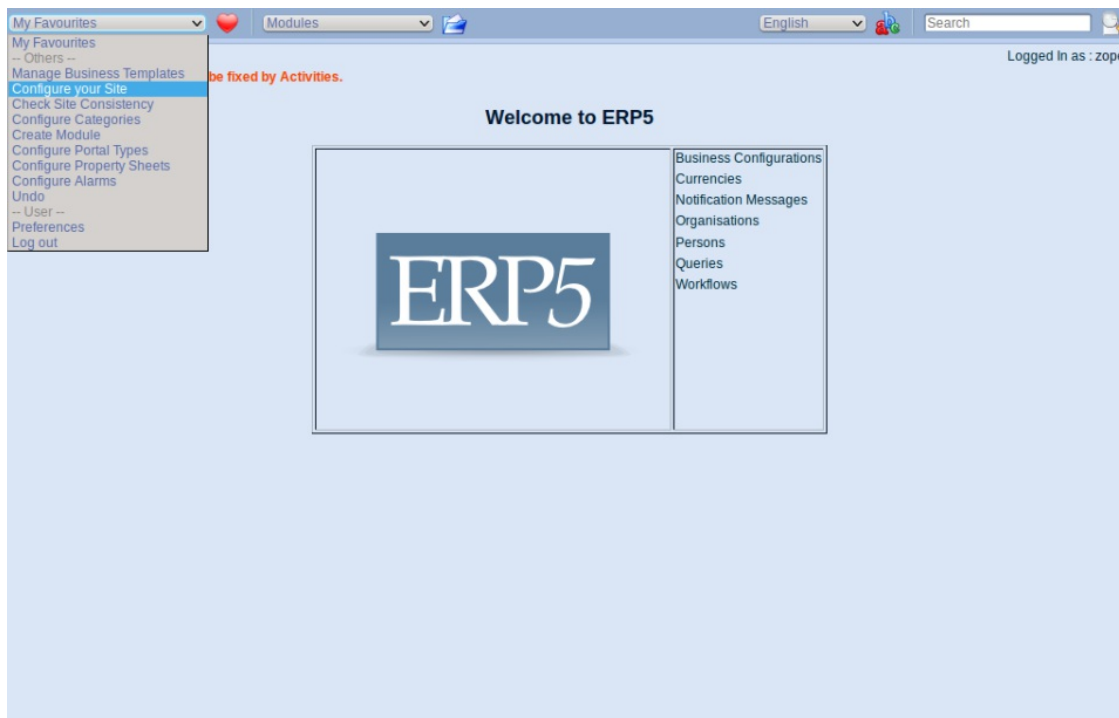 My Favourites
Modules
English
Search
My Favourites
-- Others --
Manage Business Templates
Configure your Site
Check Site Consistency
Configure Categories
Create Module
Configure Portal Types
Configure Property Sheets
Configure Alarms
Undo
-- User --
Preferences
Log out
Logged In as : zope
be fixed by Activities.
Welcome to ERP5
ERP5
Business Configurations
Currencies
Notification Messages
Organisations
Persons
Queries
Workflows